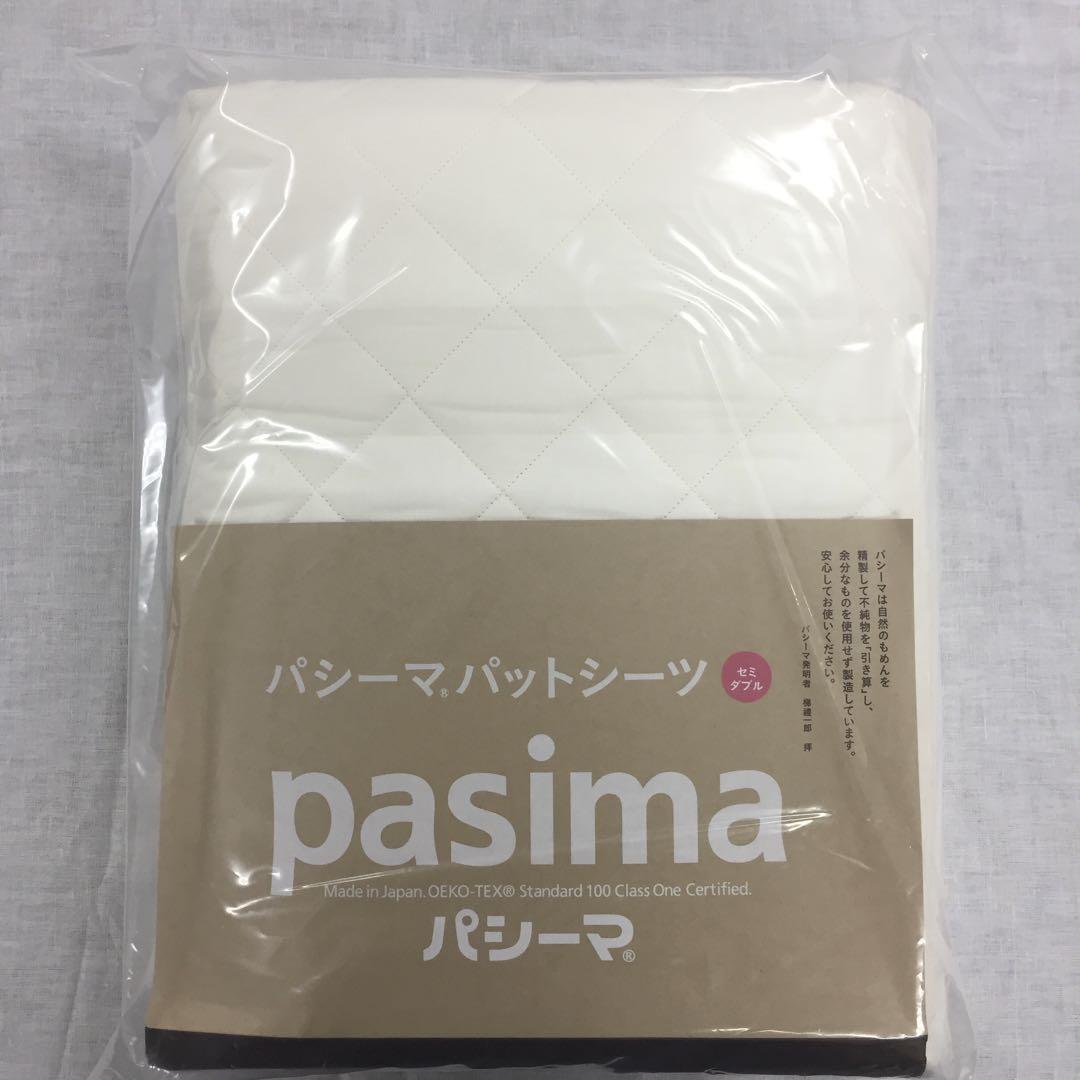 パシーマは自然のもめんを
精製して不純物を「引き算」し、
余分なものを使用せず製造しています。
安心してお使いください。
パシーマ発明者 梯禮一郎 拝
パシーマ®パットシーツ
セミ
ダブル
pasima
Made in Japan. OEKO-TEX® Standard 100 Class One Certified.
パシーマ®